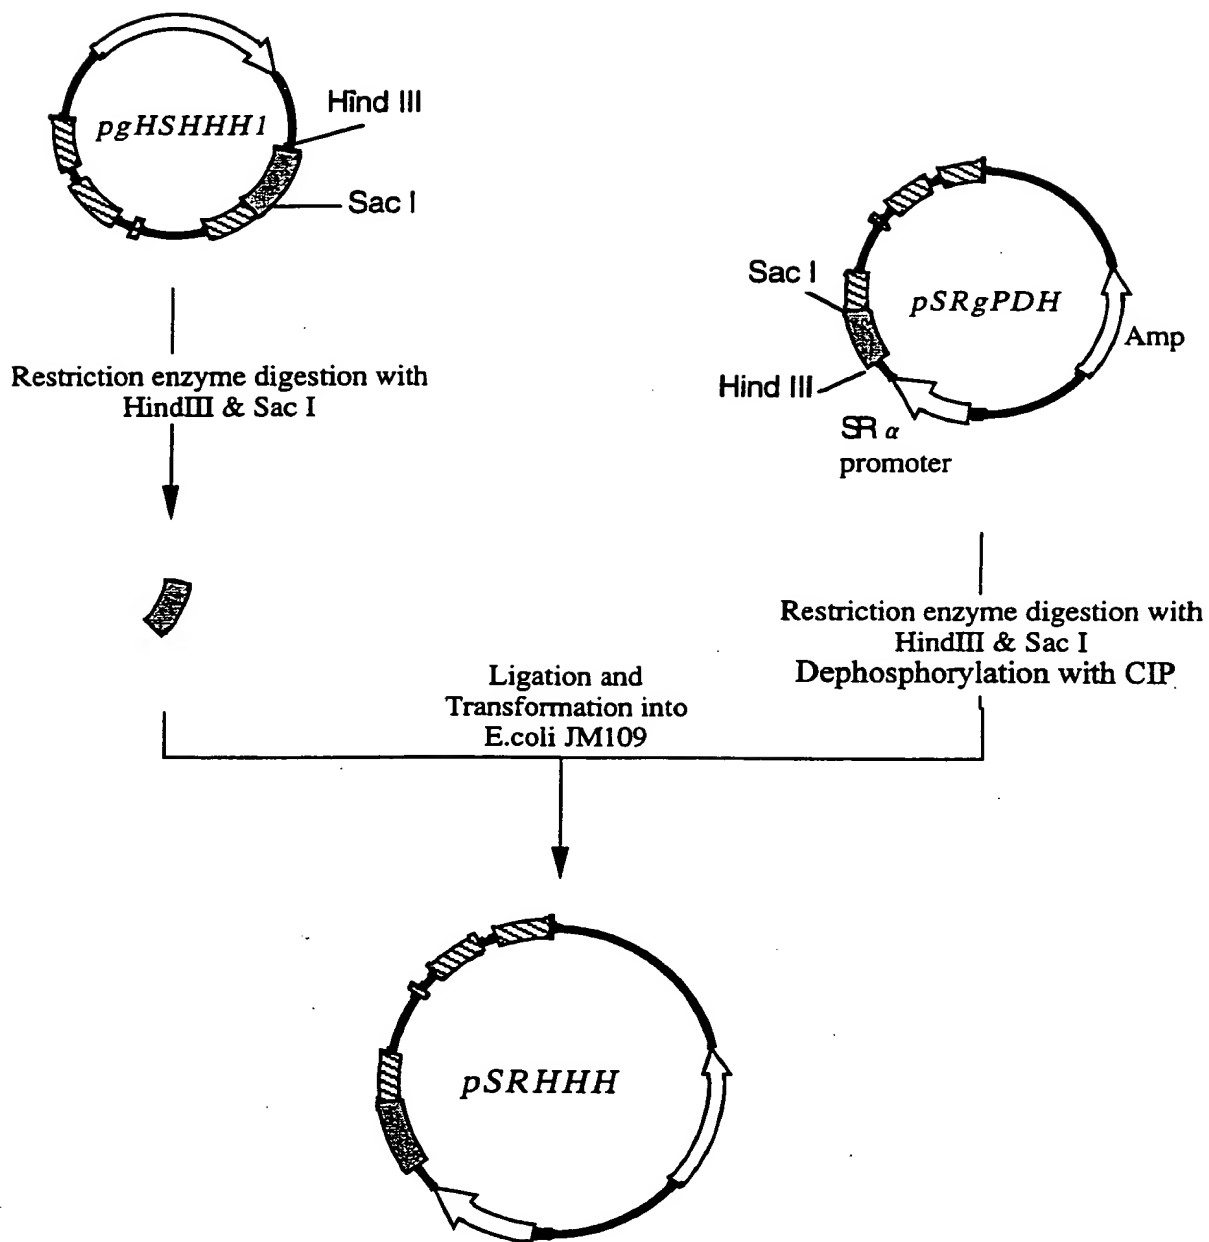 pgHSHHH1
Hind III
Sac I
Restriction enzyme digestion with
HindIII & Sac I
Sac I
pSRgPDH
Amp
Hind III
SR α
promoter
Restriction enzyme digestion with
HindIII & Sac I
Dephosphorylation with CIP
Ligation and
Transformation into
E.coli JM109
pSRHHH